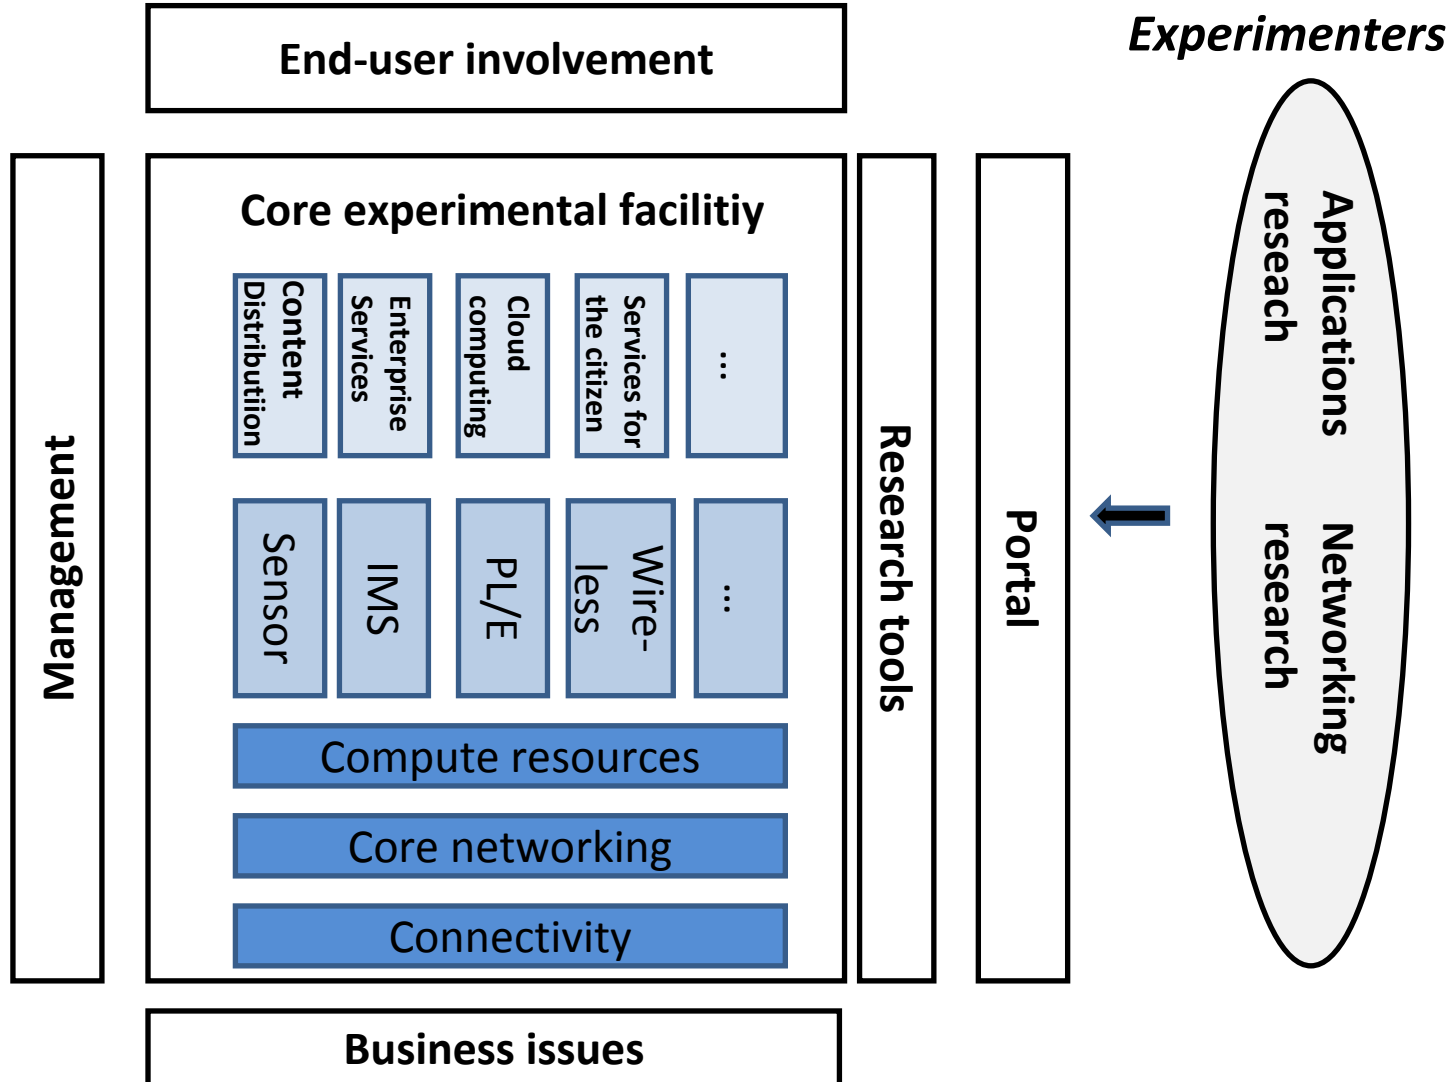 Experimenters
End-user involvement
Management
Core experimental facilitiy
Content
Distributiion
Enterprise
Services
Cloud
computing
Services for
the citizen
...
Sensor
IMS
PL/E
Wire-
less
...
Compute resources
Core networking
Connectivity
Research tools
Portal
Applications
reseach
Networking
research
Business issues